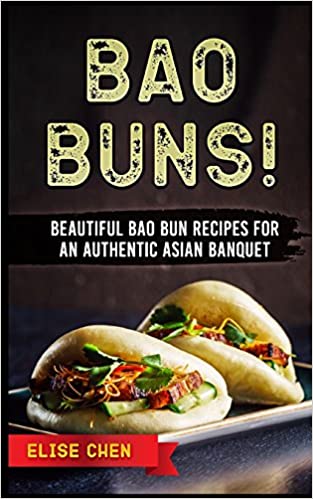 BAO
BUNS!
BEAUTIFUL BAO BUN RECIPES FOR
AN AUTHENTIC ASIAN BANQUET
ELISE CHEN